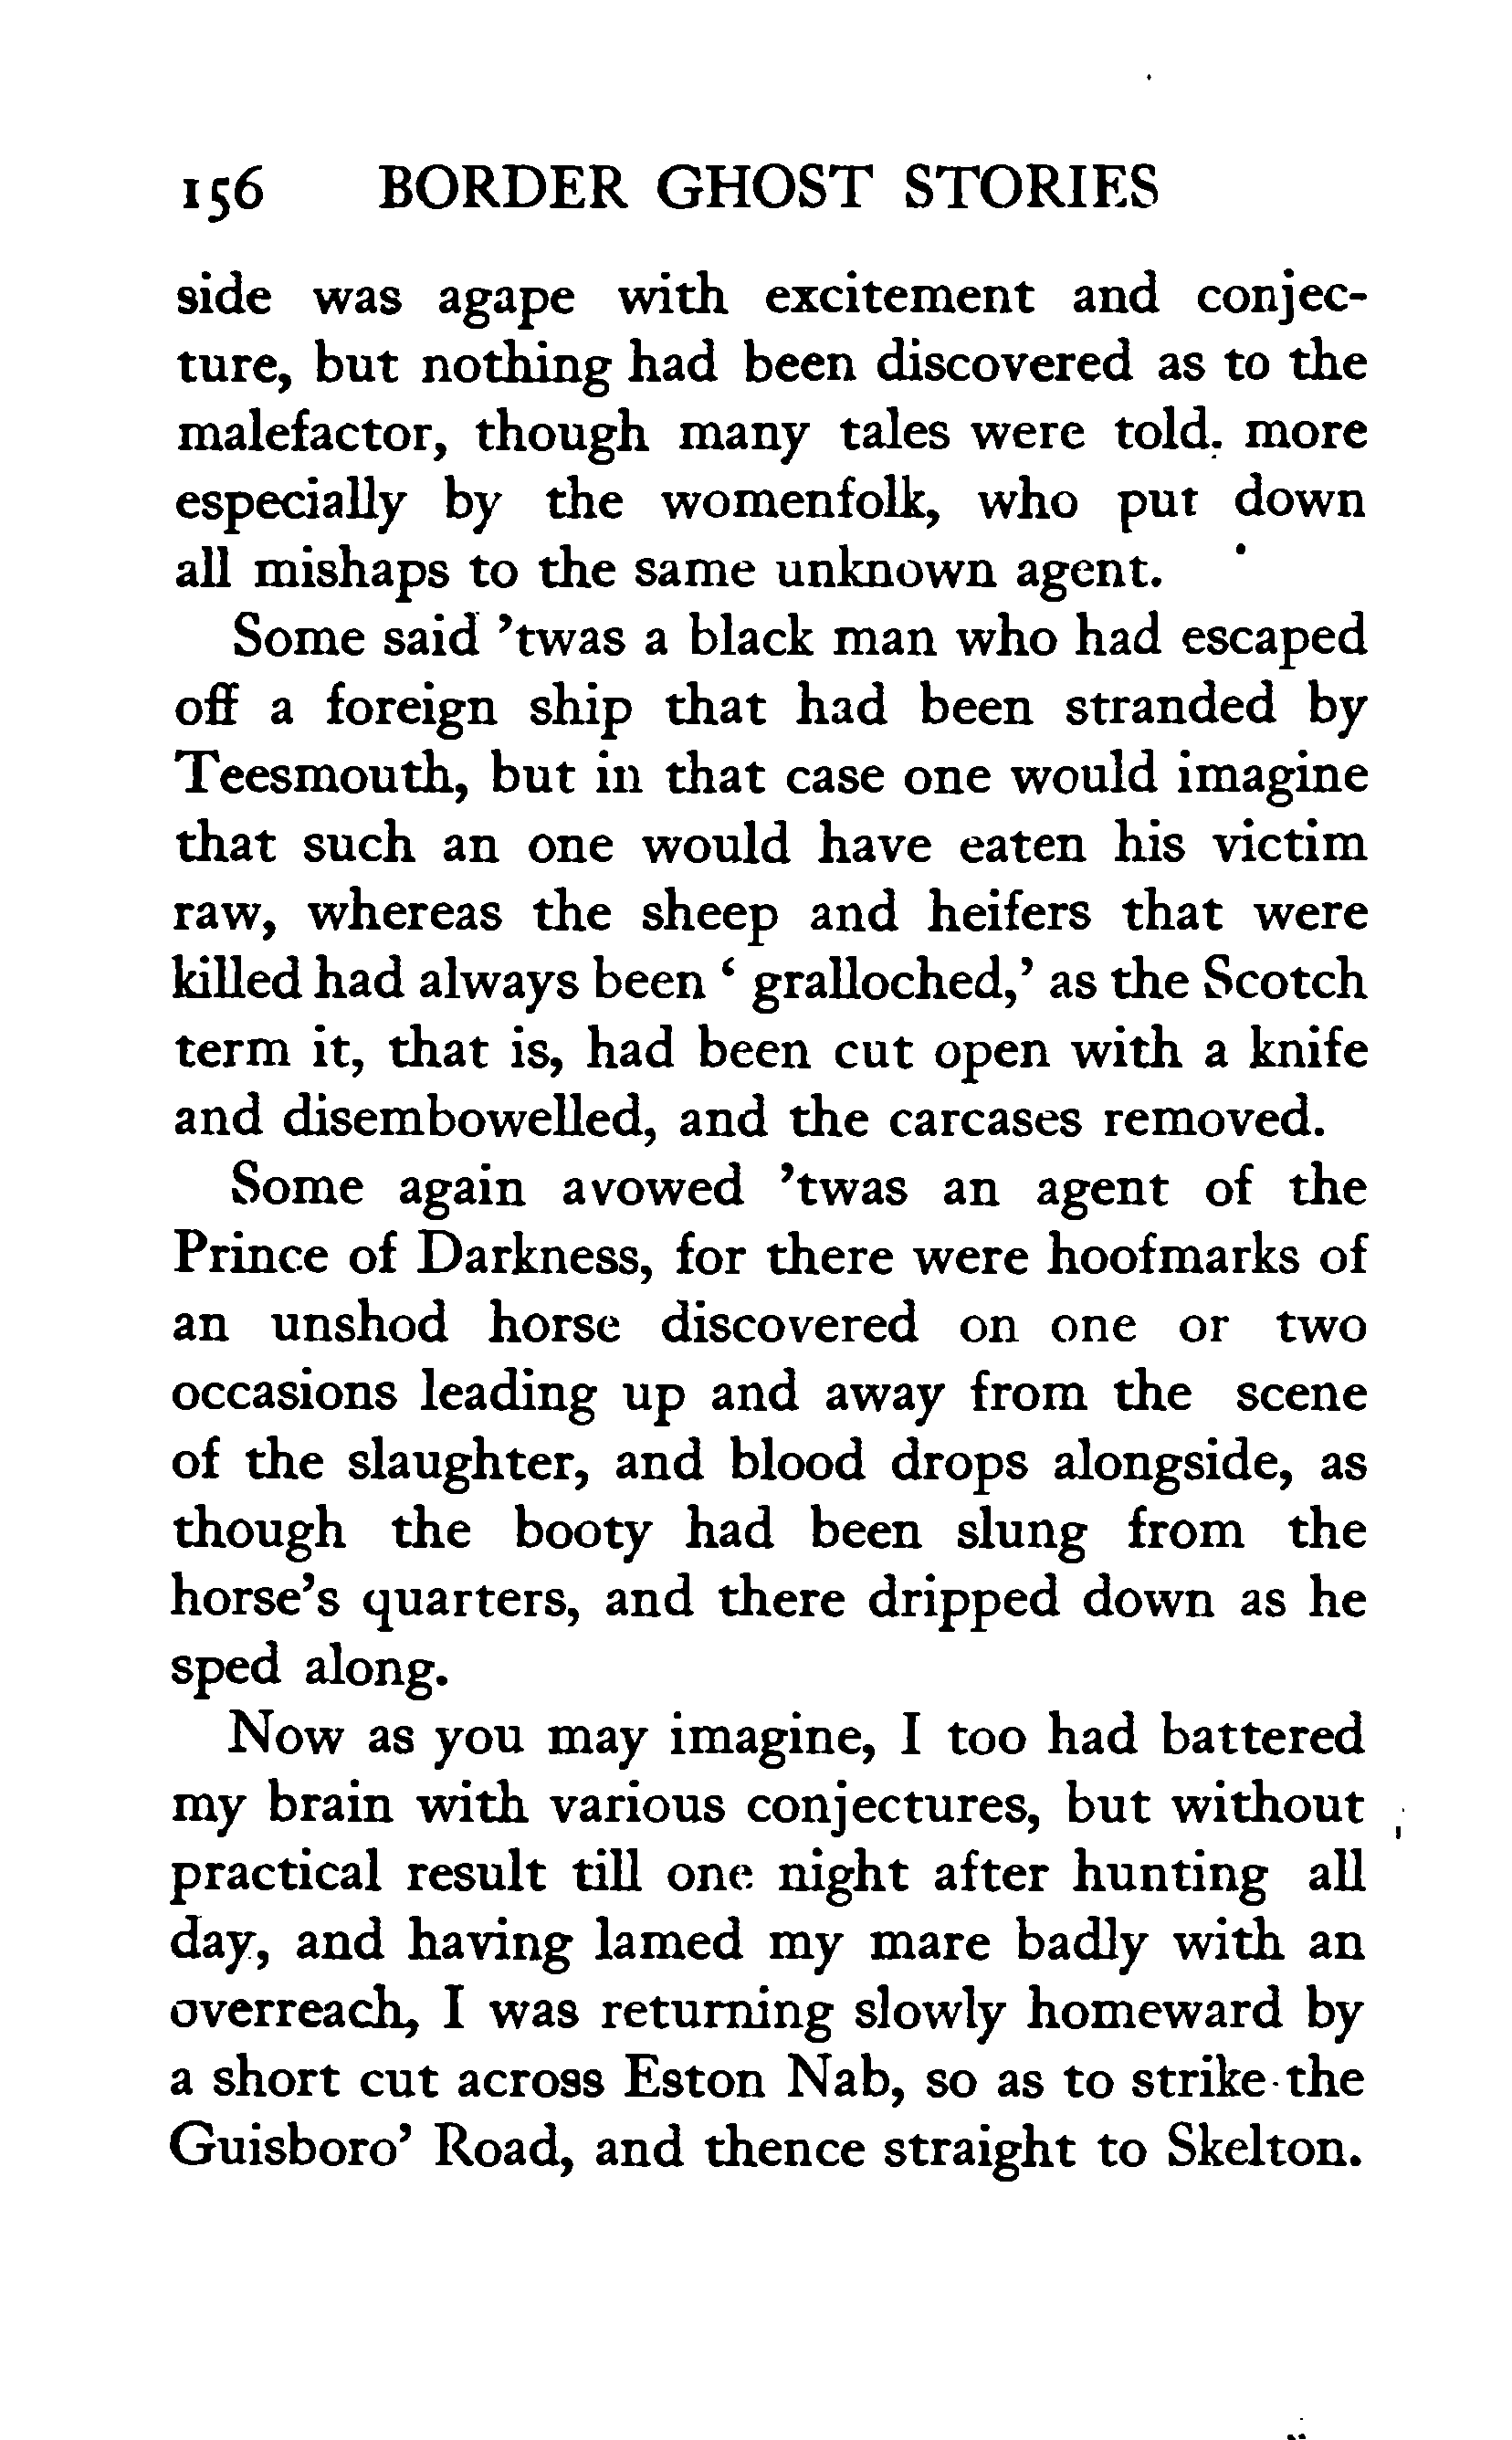 156 BORDER GHOST STORIES
side was agape with excitement and conjec-
ture, but nothing had been discovered as to the
malefactor, though many tales were told, more
especially by the womenfolk, who put down
all mishaps to the same unknown agent.
Some said ’twas a black man who had escaped
off a foreign ship that had been stranded by
Teesmouth, but in that case one would imagine
that such an one would have eaten his victim
raw, whereas the sheep and heifers that were
killed had always been ‘ gralloched,’ as the Scotch
term it, that is, had been cut open with a knife
and disembowelled, and the carcases removed.
Some again avowed ’twas an agent of the
Prince of Darkness, for there were hoofmarks of
an unshod horse discovered on one or two
occasions leading up and away from the scene
of the slaughter, and blood drops alongside, as
though the booty had been slung from the
horse’s quarters, and there dripped down as he
sped along.
Now as you may imagine, I too had battered
my brain with various conjectures, but without
practical result till one night after hunting all
day, and having lamed my mare badly with an
overreach, I was returning slowly homeward by
a short cut across Eston Nab, so as to strike the
Guisboro’ Road, and thence straight to Skelton.